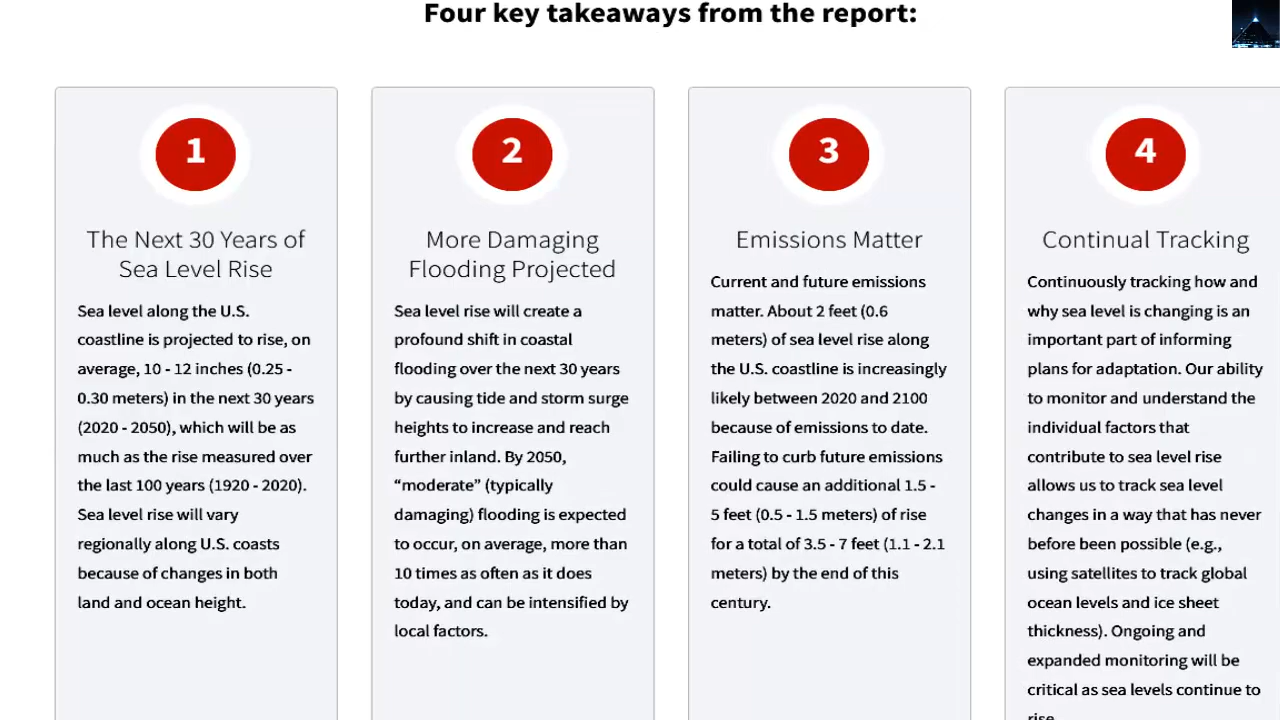 Four key takeaways from the report:
1
The Next 30 Years of
Sea Level Rise
Sea level along the U.S.
coastline is projected to rise, on
average, 10 - 12 inches (0.25 -
0.30 meters) in the next 30 years
(2020 - 2050), which will be as
much as the rise measured over
the last 100 years (1920 - 2020).
Sea level rise will vary
regionally along U.S. coasts
because of changes in both
land and ocean height.
2
More Damaging
Flooding Projected
Sea level rise will create a
profound shift in coastal
flooding over the next 30 years
by causing tide and storm surge
heights to increase and reach
further inland. By 2050,
“moderate” (typically
damaging) flooding is expected
to occur, on average, more than
10 times as often as it does
today, and can be intensified by
local factors.
3
Emissions Matter
Current and future emissions
matter. About 2 feet (0.6
meters) of sea level rise along
the U.S. coastline is increasingly
likely between 2020 and 2100
because of emissions to date.
Failing to curb future emissions
could cause an additional 1.5 -
5 feet (0.5 - 1.5 meters) of rise
for a total of 3.5 - 7 feet (1.1 - 2.1
meters) by the end of this
century.
4
Continual Tracking
Continuously tracking how and
why sea level is changing is an
important part of informing
plans for adaptation. Our ability
to monitor and understand the
individual factors that
contribute to sea level rise
allows us to track sea level
changes in a way that has never
before been possible (e.g.,
using satellites to track global
ocean levels and ice sheet
thickness). Ongoing and
expanded monitoring will be
critical as sea levels continue to
rise.